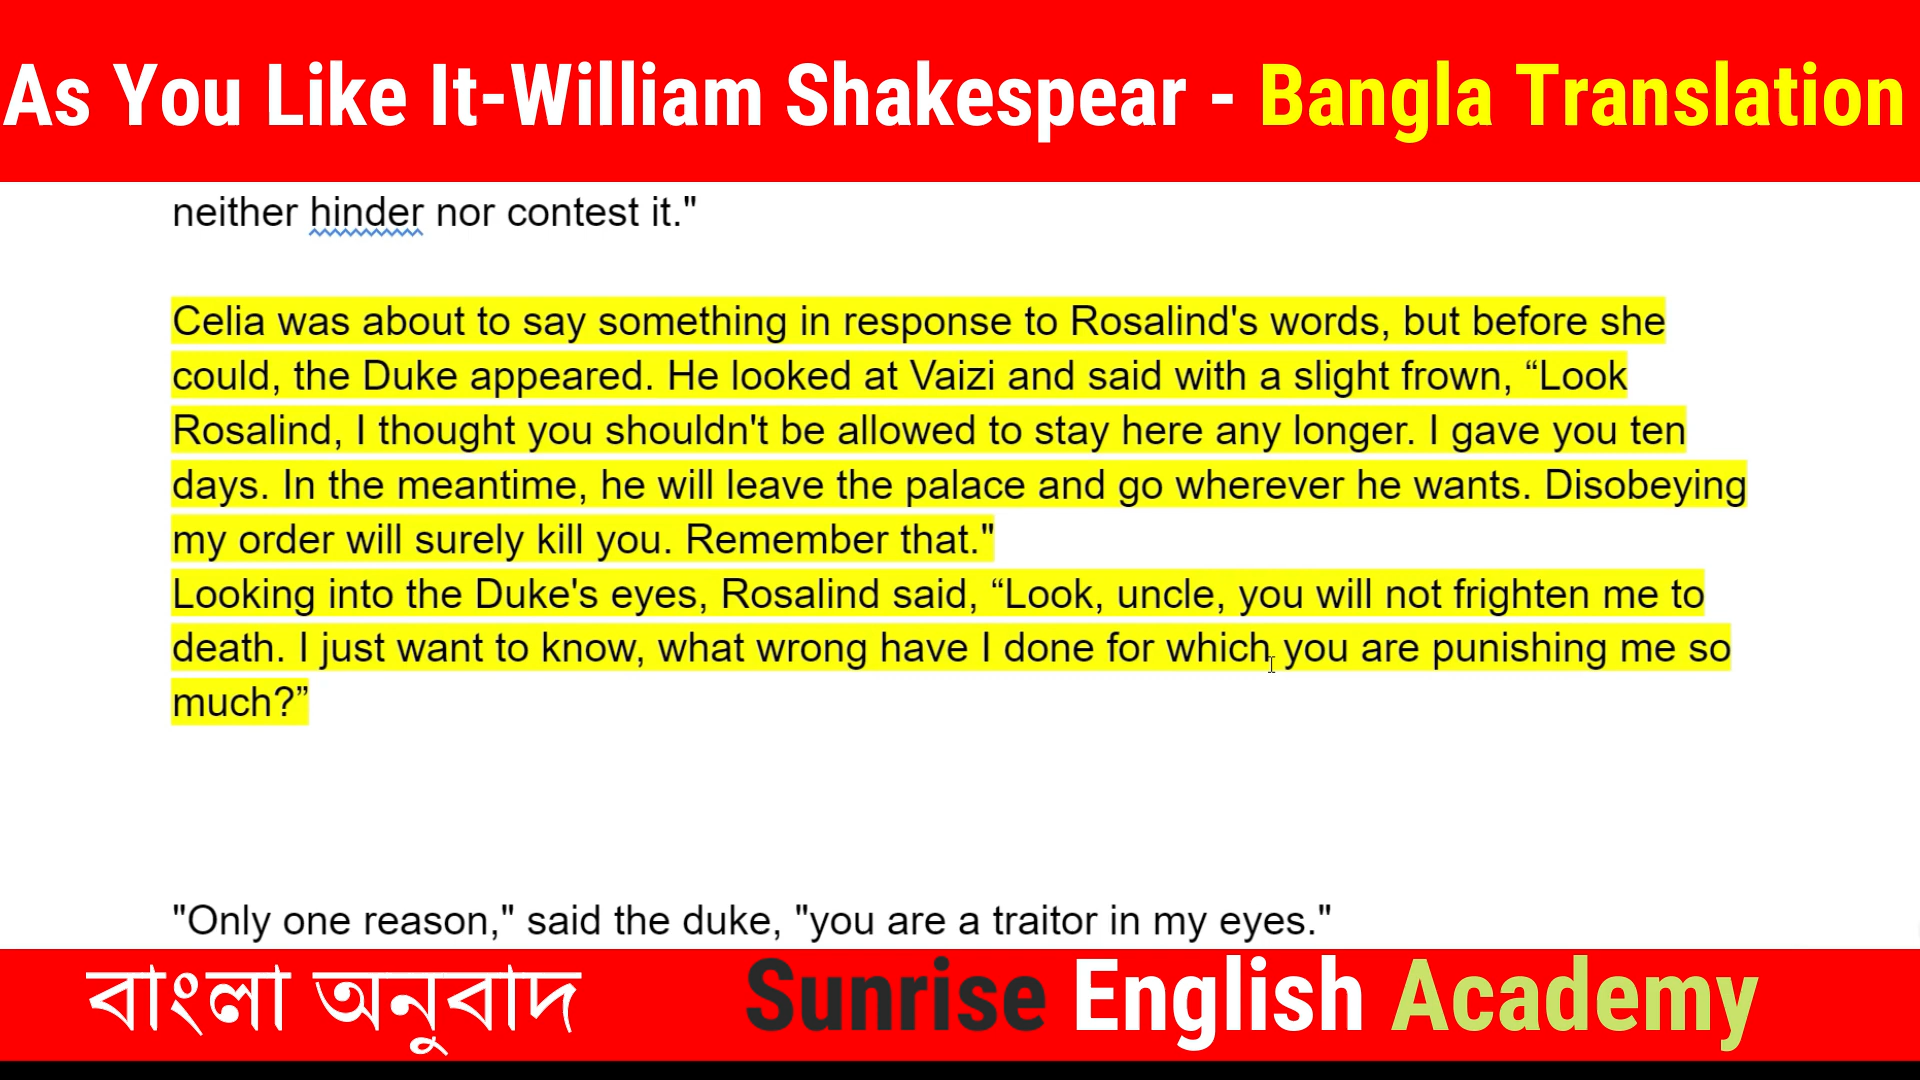 As You Like It-William Shakespear - Bangla Translation
neither hinder nor contest it."
Celia was about to say something in response to Rosalind's words, but before she
could, the Duke appeared. He looked at Vaizi and said with a slight frown, “Look
Rosalind, I thought you shouldn't be allowed to stay here any longer. I gave you ten
days. In the meantime, he will leave the palace and go wherever he wants. Disobeying
my order will surely kill you. Remember that."
Looking into the Duke's eyes, Rosalind said, “Look, uncle, you will not frighten me to
death. I just want to know, what wrong have I done for which you are punishing me so
much?”
"Only one reason," said the duke, "you are a traitor in my eyes."
বাংলা অনুবাদ
Sunrise English Academy